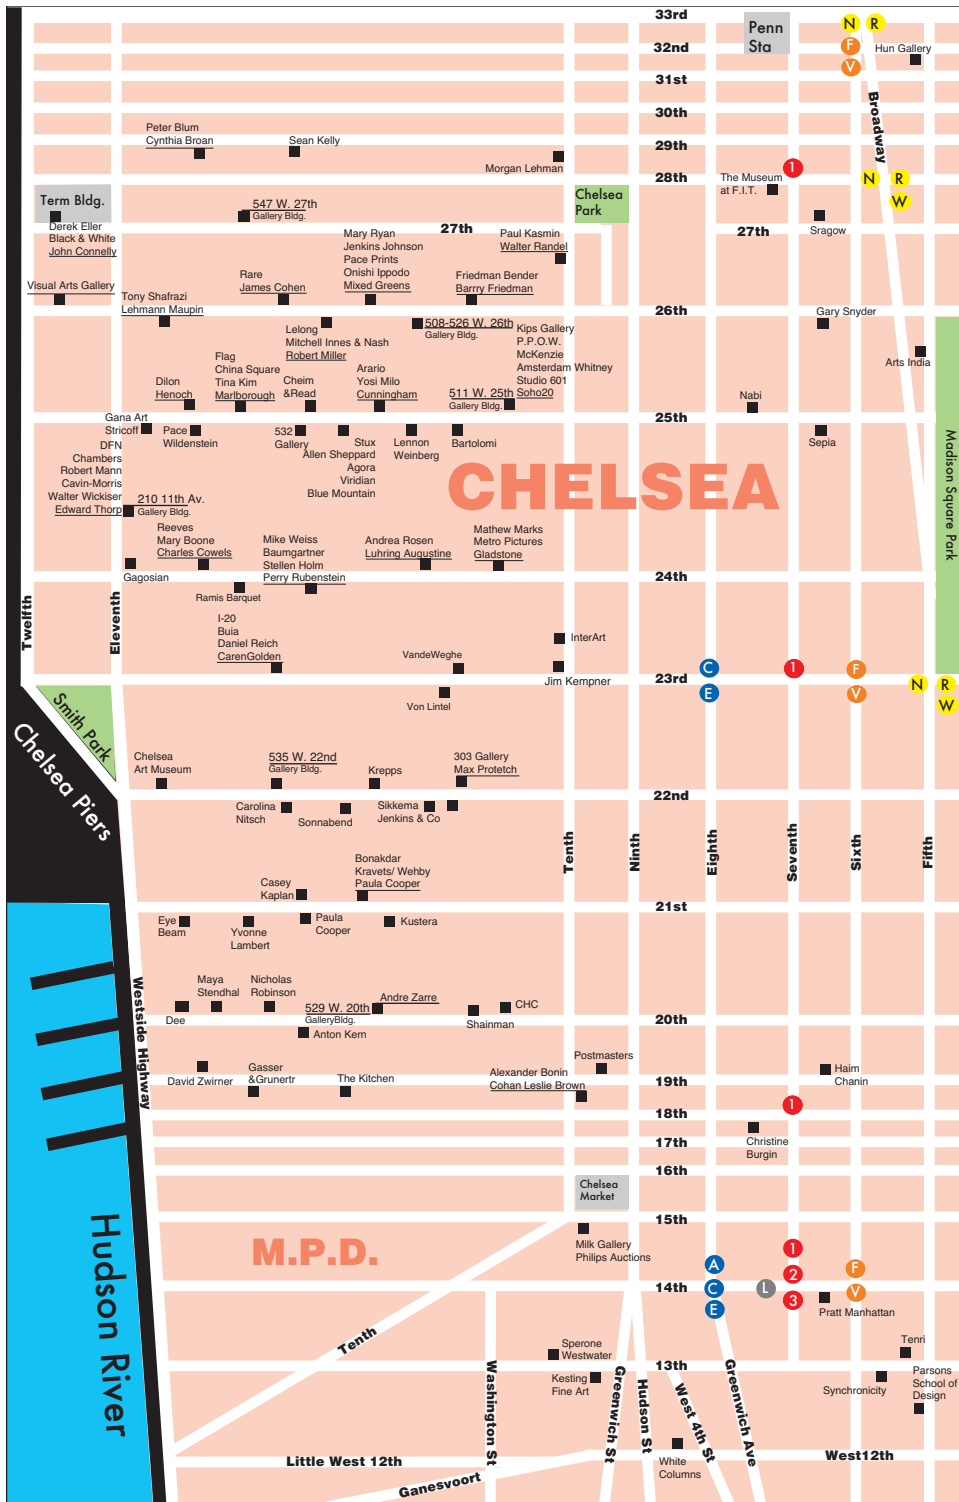 33rd
Penn
Sta
N R
32nd
F
Hun Gallery
V
31st
30th
Broadway
Peter Blum
Cynthia Broan
Sean Kelly
29th
Morgan Lehman
1
28th
The Museum
at F.I.T.
N R
W
Term Bldg.
547 W. 27th
Gallery Bldg.
Chelsea
Park
Derek Eller
Black & White
John Connelly
27th
27th
Sragow
Mary Ryan
Jenkins Johnson
Pace Prints
Onishi Ippodo
Mixed Greens
Paul Kasmin
Walter Randel
Visual Arts Gallery
Rare
James Cohen
Friedman Bender
Barrry Friedman
Tony Shafrazi
Lehmann Maupin
26th
Gary Snyder
Lelong
Mitchell Innes & Nash
Robert Miller
508-526 W. 26th
Gallery Bldg.
Kips Gallery
P.P.O.W.
McKenzie
Amsterdam Whitney
Studio 601
Soho20
Arts India
Flag
China Square
Tina Kim
Marlborough
Dilon
Henoch
Cheim
&Read
Arario
Yosi Milo
Cunningham
511 W. 25th
Gallery Bldg.
Nabi
25th
Gana Art
Stricoff
Pace
Wildenstein
532
Gallery
Stux
Allen Sheppard
Agora
Viridian
Blue Mountain
Lennon
Weinberg
Bartolomi
Sepia
Madison Square Park
DFN
Chambers
Robert Mann
Cavin-Morris
Walter Wickiser
Edward Thorp
210 11th Av.
Gallery Bldg.
CHELSEA
Reeves
Mary Boone
Charles Cowels
Mike Weiss
Baumgartner
Stellen Holm
Perry Rubenstein
Andrea Rosen
Luhring Augustine
Mathew Marks
Metro Pictures
Gladstone
Gagosian
24th
Ramis Barquet
Twelfth
Eleventh
I-20
Buia
Daniel Reich
CarenGolden
InterArt
VandeWeghe
Jim Kempner
C
E
1
F
V
N R
W
23rd
Von Lintel
Smith Park
Chelsea Piers
Chelsea
Art Museum
535 W. 22nd
Gallery Bldg.
Krepps
303 Gallery
Max Protetch
22nd
Carolina
Nitsch
Sonnabend
Sikkema
Jenkins & Co
Tenth
Ninth
Eighth
Seventh
Sixth
Fifth
Bonakdar
Kravets/ Wehby
Paula Cooper
Casey
Kaplan
21st
Eye
Beam
Yvonne
Lambert
Paula
Cooper
Kustera
Westside Highway
Maya
Stendhal
Nicholas
Robinson
Dee
529 W. 20th
GalleryBldg.
Andre Zarre
Shainman
CHC
20th
Anton Kern
David Zwirner
Gasser
&Grunertr
The Kitchen
Postmasters
Alexander Bonin
Cohan Leslie Brown
Haim
Chanin
19th
1
18th
Christine
Burgin
17th
16th
Chelsea
Market
15th
Hudson River
M.P.D.
Milk Gallery
Philips Auctions
A
C
E
L
1
2
3
F
V
14th
Pratt Manhattan
Tenth
Washington St
Sperone
Westwater
Kesting
Fine Art
13th
Greenwich St
Hudson St
West 4th St
Greenwich Ave
Tenri
Synchronicity
Parsons
School of
Design
White
Columns
Little West 12th
West12th
Ganesvoort